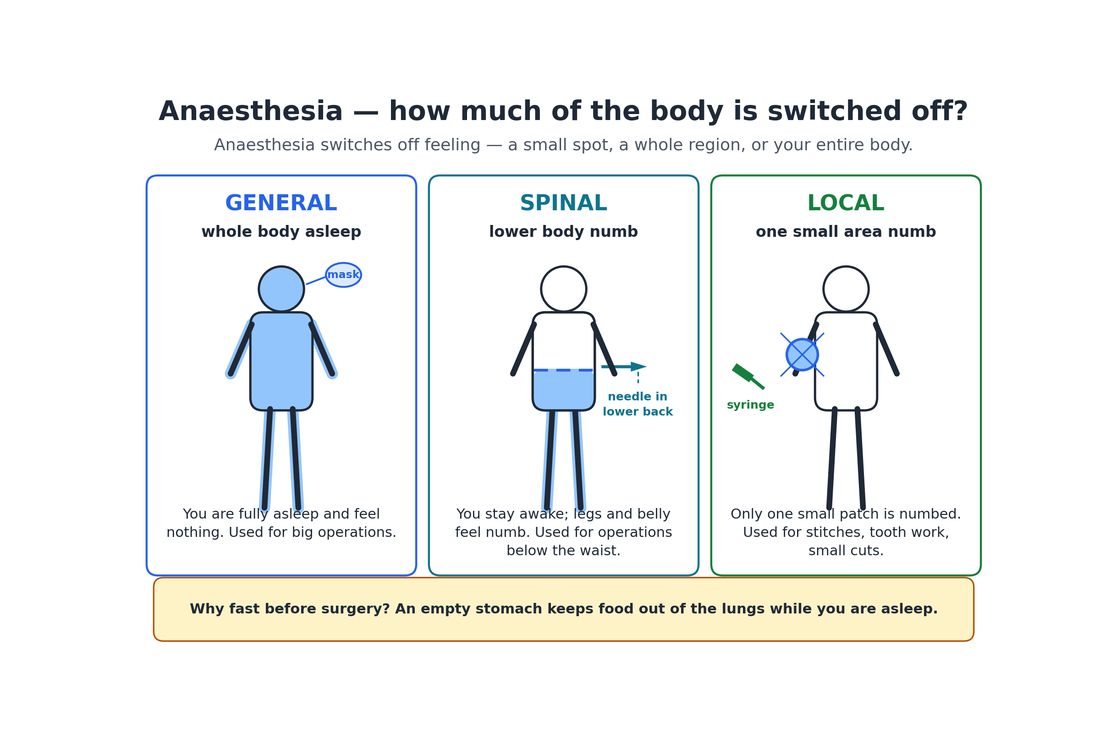 Anaesthesia — how much of the body is switched off?
Anaesthesia switches off feeling — a small spot, a whole region, or your entire body.
GENERAL
whole body asleep
mask
You are fully asleep and feel
nothing. Used for big operations.
SPINAL
lower body numb
needle in
lower back
You stay awake; legs and belly
feel numb. Used for operations
below the waist.
LOCAL
one small area numb
syringe
Only one small patch is numbed.
Used for stitches, tooth work,
small cuts.
Why fast before surgery? An empty stomach keeps food out of the lungs while you are asleep.